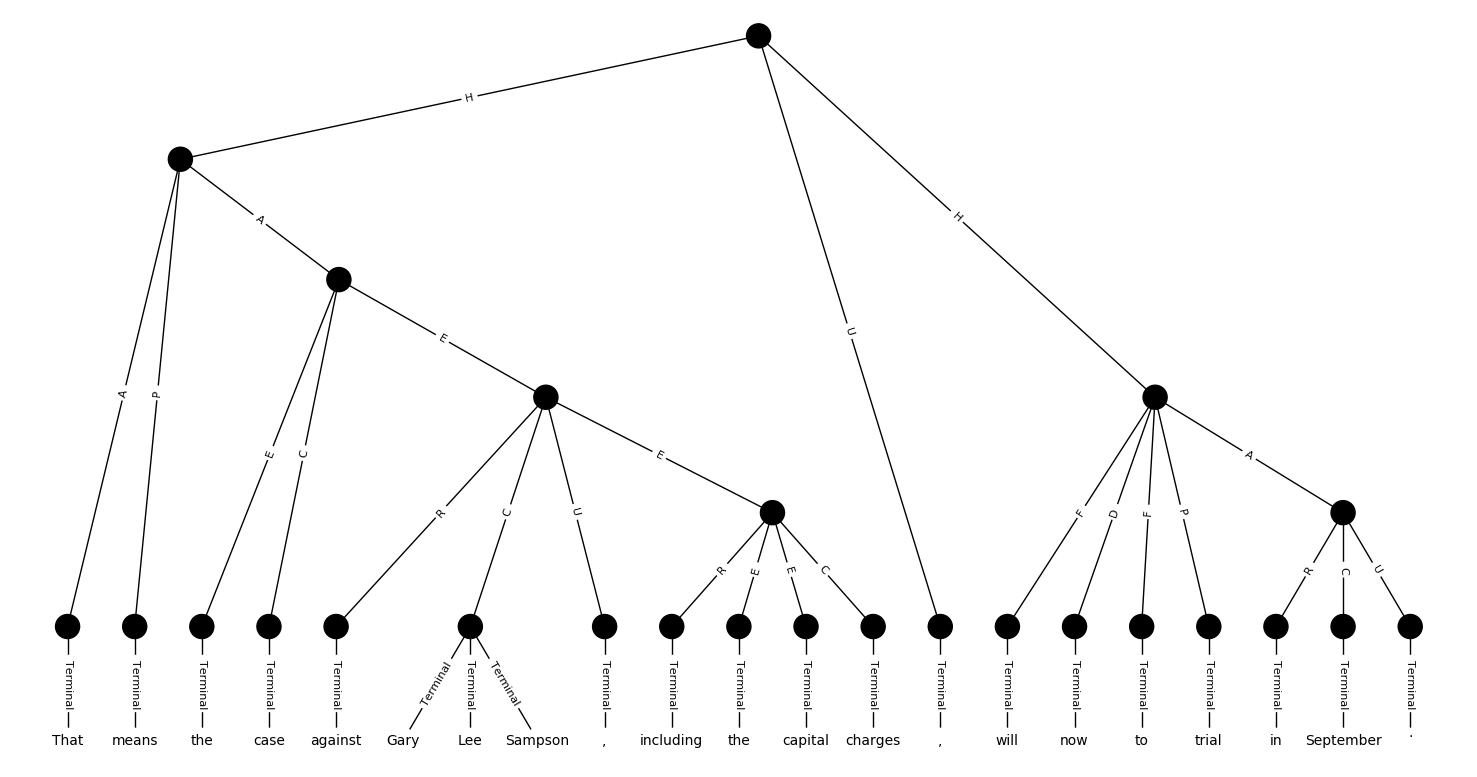 H
A
H
E
U
A P E C R C U E F D F P A
R E E C R C U
Terminal Terminal Terminal Terminal Terminal Terminal Terminal Terminal Terminal Terminal Terminal Terminal Terminal Terminal Terminal Terminal Terminal Terminal Terminal Terminal Terminal
That means the case against Gary Lee Sampson , including the capital charges , will now to trial in September .